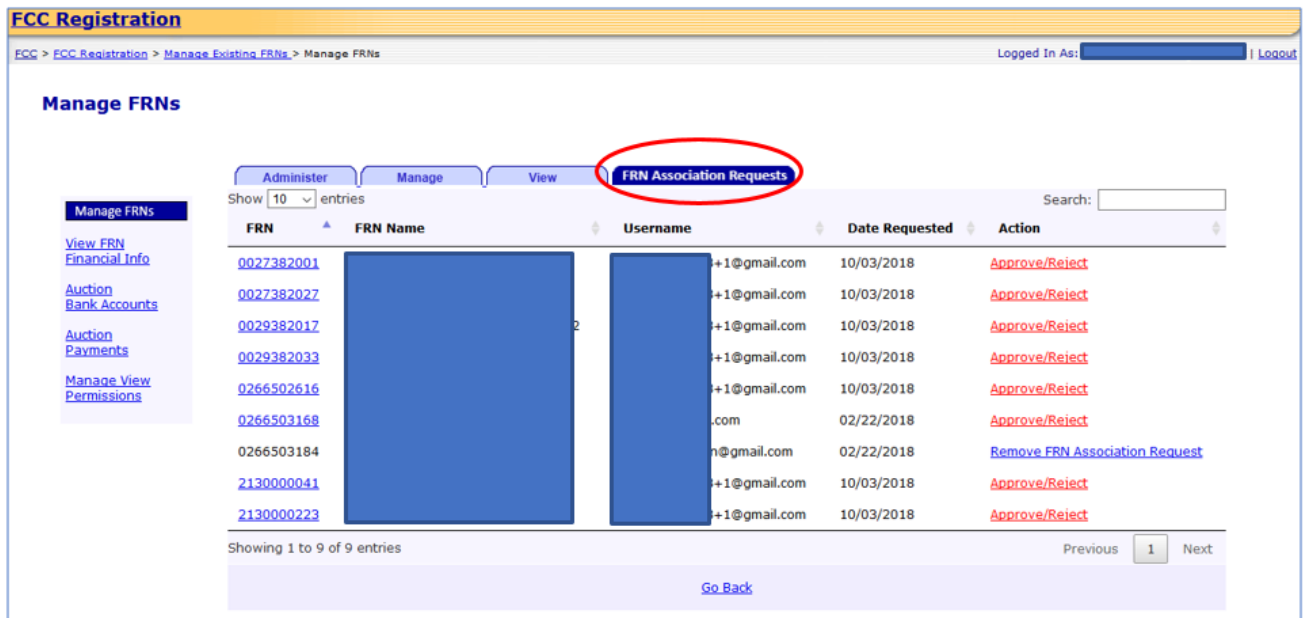 FCC Registration
FCC > FCC Registration > Manage Existing FRNs > Manage FRNs Logged In As: | Logout
Manage FRNs
Administer Manage View FRN Association Requests
Show 10 entries Search:
Manage FRNs
View FRN
Financial Info
Auction
Bank Accounts
Auction
Payments
Manage View
Permissions
FRN FRN Name Username Date Requested Action
0027382001 +1@gmail.com 10/03/2018 Approve/Reject
0027382027 +1@gmail.com 10/03/2018 Approve/Reject
0029382017 2 +1@gmail.com 10/03/2018 Approve/Reject
0029382033 +1@gmail.com 10/03/2018 Approve/Reject
0266502616 +1@gmail.com 10/03/2018 Approve/Reject
0266503168 .com 02/22/2018 Approve/Reject
0266503184 n@gmail.com 02/22/2018 Remove FRN Association Request
2130000041 +1@gmail.com 10/03/2018 Approve/Reject
2130000223 +1@gmail.com 10/03/2018 Approve/Reject
Showing 1 to 9 of 9 entries Previous 1 Next
Go Back